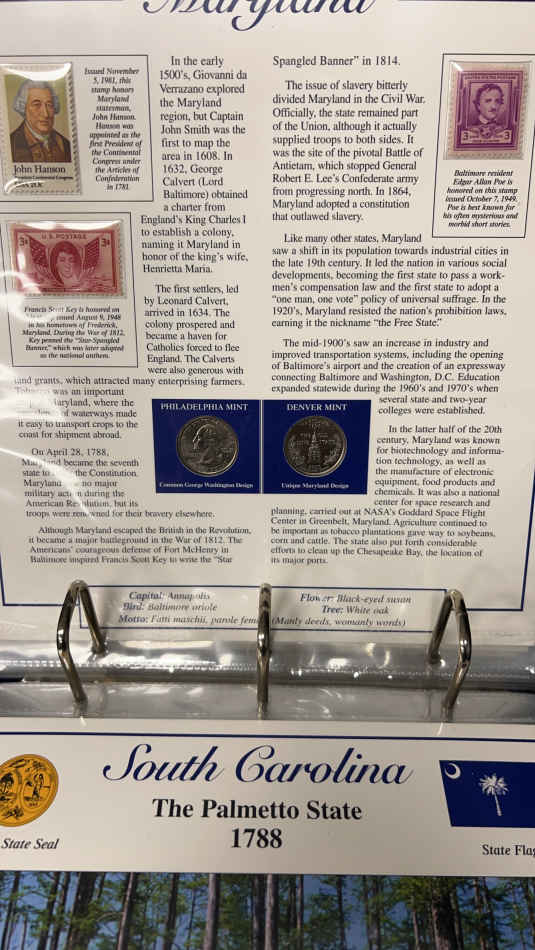 Maryland
Issued November
5, 1981, this
stamp honors
Maryland
statesman,
John Hanson.
Hanson was
appointed as the
first President of
the Continental
Congress under
the Articles of
Confederation
in 1781.
John Hanson
U.S. POSTAGE
3¢
3¢
Francis Scott Key is honored on
issued August 9, 1948
in his hometown of Frederick,
Maryland. During the War of 1812,
Key penned the "Star-Spangled
Banner," which was later adopted
as the national anthem.
In the early
1500's, Giovanni da
Verrazano explored
the Maryland
region, but Captain
John Smith was the
first to map the
area in 1608. In
1632, George
Calvert (Lord
Baltimore) obtained
a charter from
England's King Charles I
to establish a colony,
naming it Maryland in
honor of the king's wife,
Henrietta Maria.
The first settlers, led
by Leonard Calvert,
arrived in 1634. The
colony prospered and
became a haven for
Catholics forced to flee
England. The Calverts
were also generous with
land grants, which attracted many enterprising farmers.
Tobacco was an important
Maryland, where the
of waterways made
it easy to transport crops to the
coast for shipment abroad.
On April 28, 1788,
Maryland became the seventh
state to the Constitution.
Maryland no major
military action during the
American Revolution, but its
troops were renowned for their bravery elsewhere.
Although Maryland escaped the British in the Revolution,
it became a major battleground in the War of 1812. The
Americans' courageous defense of Fort McHenry in
Baltimore inspired Francis Scott Key to write the "Star
PHILADELPHIA MINT
Common George Washington Design
DENVER MINT
Unique Maryland Design
Spangled Banner" in 1814.
The issue of slavery bitterly
divided Maryland in the Civil War.
Officially, the state remained part
of the Union, although it actually
supplied troops to both sides. It
was the site of the pivotal Battle of
Antietam, which stopped General
Robert E. Lee's Confederate army
from progressing north. In 1864,
Maryland adopted a constitution
that outlawed slavery.
Like many other states, Maryland
saw a shift in its population towards industrial cities in
the late 19th century. It led the nation in various social
developments, becoming the first state to pass a work-
men's compensation law and the first state to adopt a
"one man, one vote" policy of universal suffrage. In the
1920's, Maryland resisted the nation's prohibition laws,
earning it the nickname "the Free State."
The mid-1900's saw an increase in industry and
improved transportation systems, including the opening
of Baltimore's airport and the creation of an expressway
connecting Baltimore and Washington, D.C. Education
expanded statewide during the 1960's and 1970's when
several state and two-year
colleges were established.
In the latter half of the 20th
century, Maryland was known
for biotechnology and informa-
tion technology, as well as
the manufacture of electronic
equipment, food products and
chemicals. It was also a national
center for space research and
planning, carried out at NASA's Goddard Space Flight
Center in Greenbelt, Maryland. Agriculture continued to
be important as tobacco plantations gave way to soybeans,
corn and cattle. The state also put forth considerable
efforts to clean up the Chesapeake Bay, the location of
its major ports.
UNITED STATES POSTAGE
3
3
Baltimore resident
Edgar Allan Poe is
honored on this stamp
issued October 7, 1949.
Poe is best known for
his often mysterious and
morbid short stories.
Capital: Annapolis
Bird: Baltimore oriole
Flower: Black-eyed susan
Tree: White oak
Motto: Fatti maschii, parole (Manly deeds, womanly words)
South Carolina
The Palmetto State
1788
State Seal
State Flag